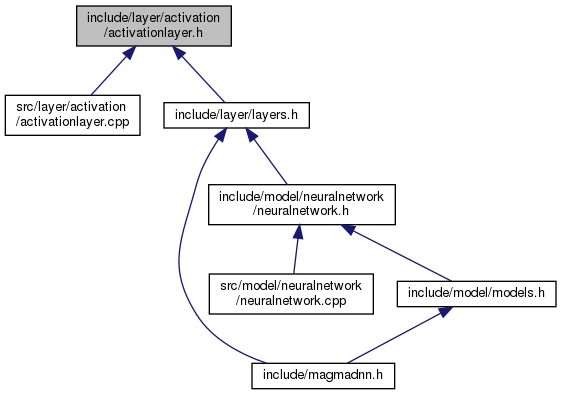 include/layer/activation
/activationlayer.h
src/layer/activation
/activationlayer.cpp
include/layer/layers.h
include/model/neuralnetwork
/neuralnetwork.h
src/model/neuralnetwork
/neuralnetwork.cpp
include/model/models.h
include/magmadnn.h